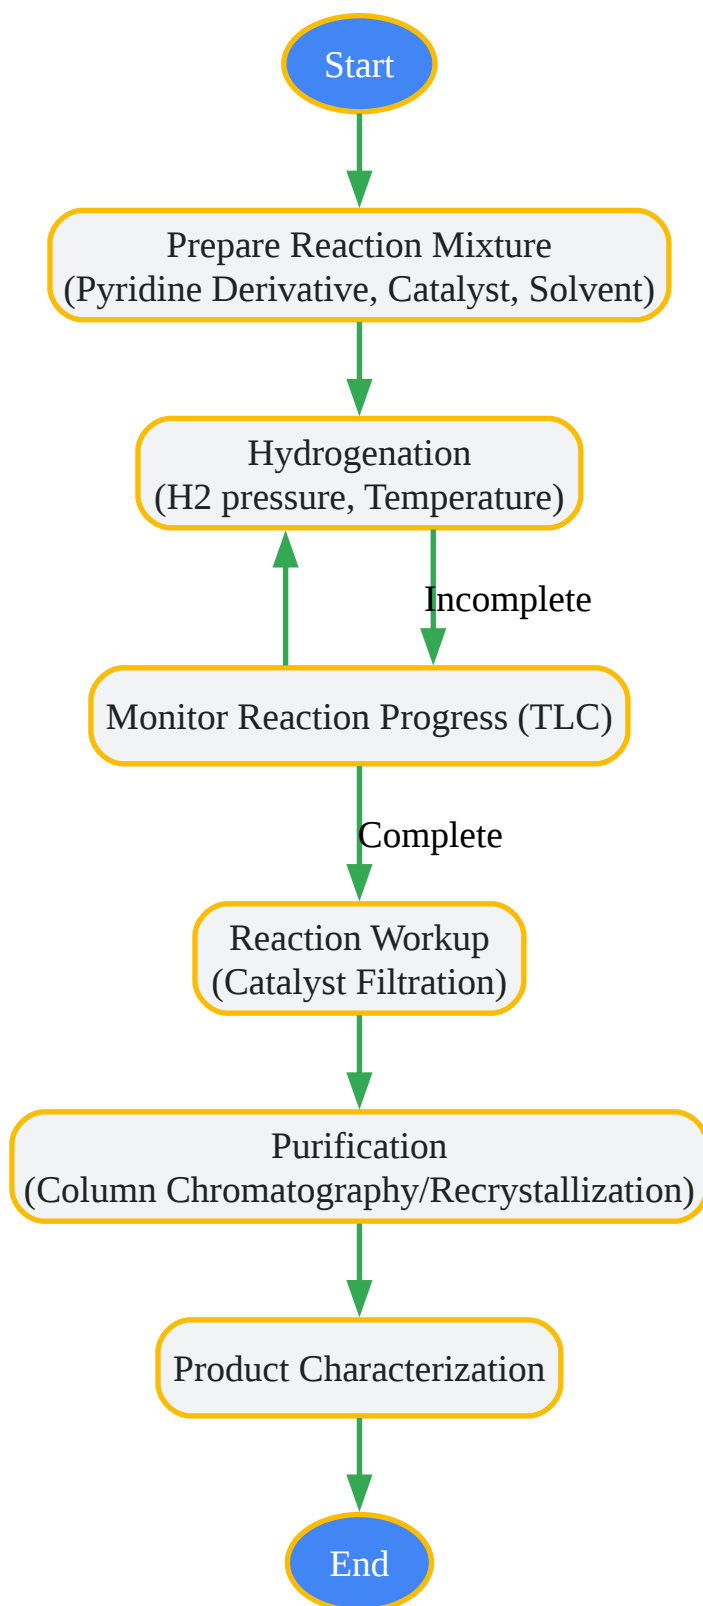 Start
Prepare Reaction Mixture
(Pyridine Derivative, Catalyst, Solvent)
Hydrogenation
(H2 pressure, Temperature)
Incomplete
Monitor Reaction Progress (TLC)
Complete
Reaction Workup
(Catalyst Filtration)
Purification
(Column Chromatography/Recrystallization)
Product Characterization
End